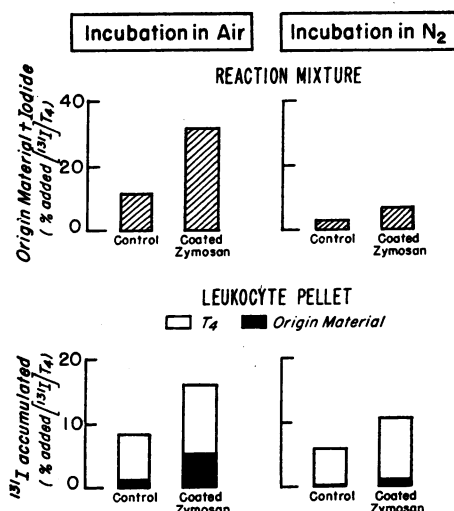 Incubation in Air
Incubation in N2
REACTION MIXTURE
Origin Material + Iodide
( % added [131I] T4)
40
20
0
Control
Coated
Zymosan
Control
Coated
Zymosan
LEUKOCYTE PELLET
T4
Origin Material
131I accumulated
( % added [131I] T4)
20
10
0
Control
Coated
Zymosan
Control
Coated
Zymosan